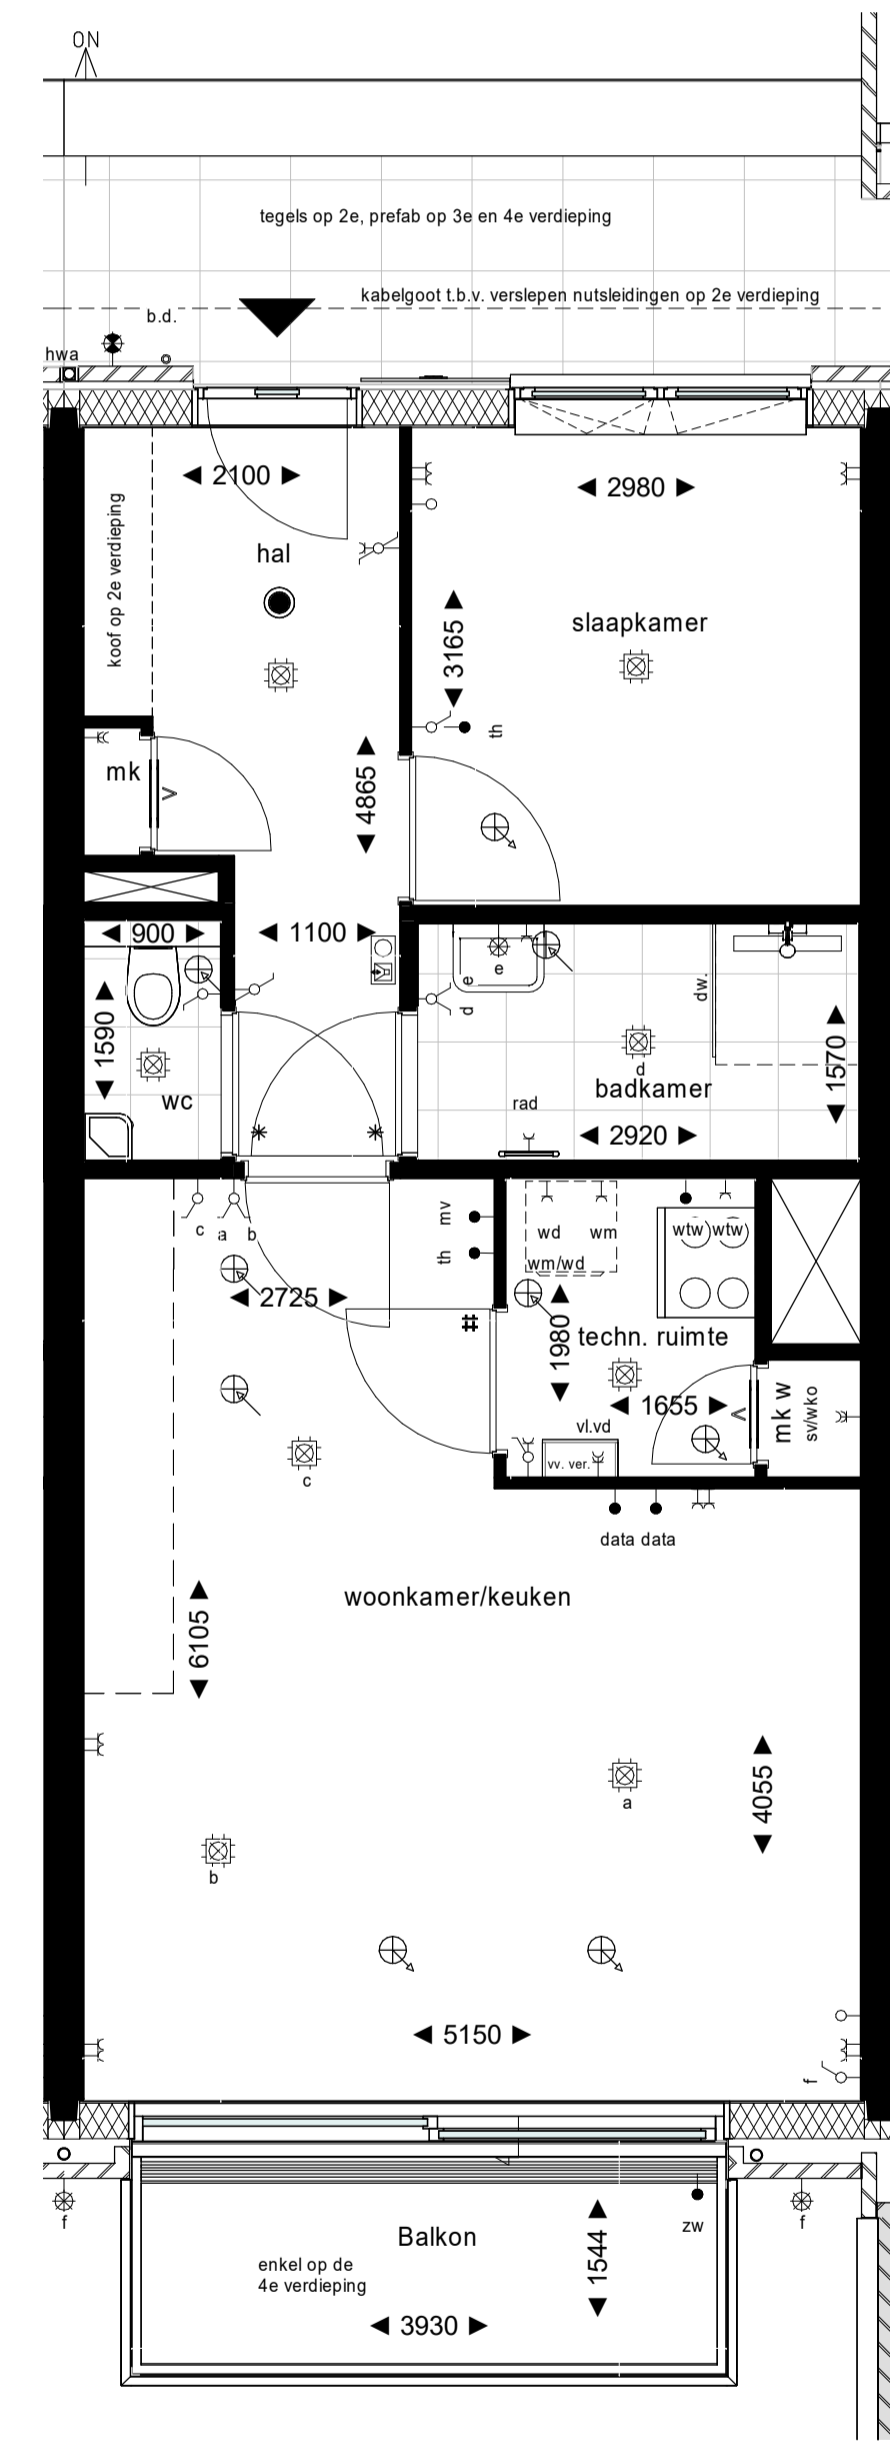 ON
tegels op 2e, prefab op 3e en 4e verdieping
kabelgoot t.b.v. verslepen nutsleidingen op 2e verdieping
b.d.
hwa
2100
2980
hal
koof op 2e verdieping
slaapkamer
3165
th
mk
4865
900
1100
e
e
d
dw.
1590
d
1570
wc
badkamer
rad
2920
c
a
b
mv
th
wd
wm
wm/wd
wtw
wtw
2725
1980
techn. ruimte
1655
mk w
sv/wko
vl.vd
vv. ver.
c
data
data
woonkamer/keuken
6105
4055
a
b
5150
f
f
f
zw
Balkon
1544
enkel op de
4e verdieping
3930